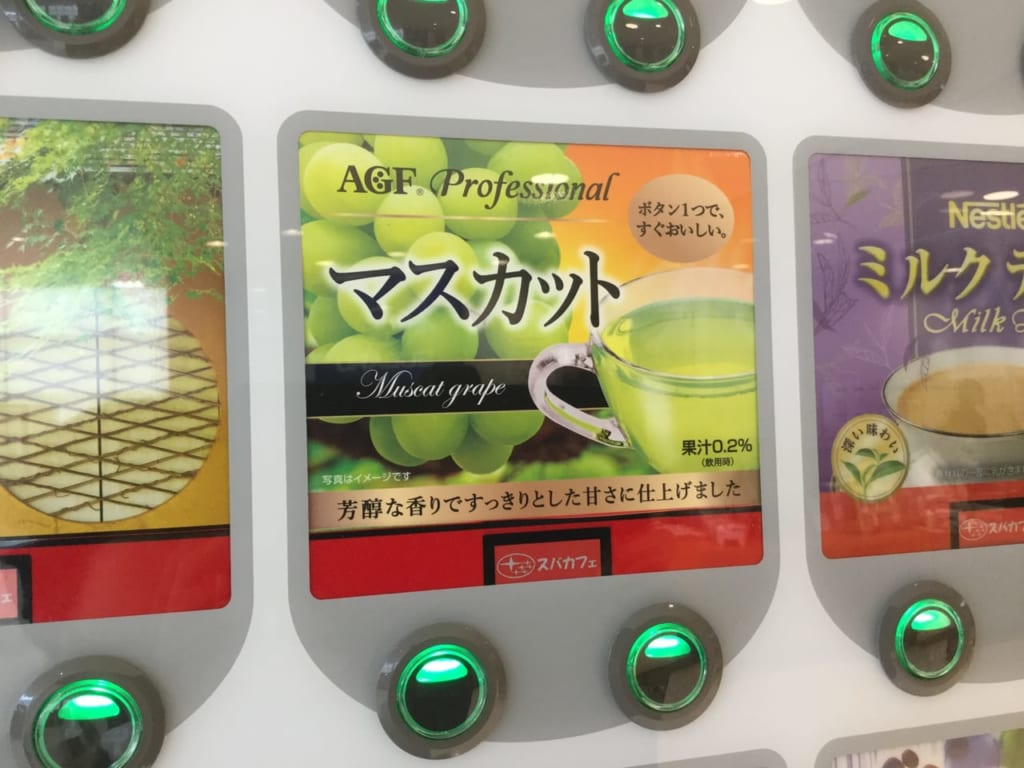 AGF® Professional
ボタン1つで、
すぐおいしい。
マスカット
Muscat grape
果汁0.2%
(飲用時)
写真はイメージです
芳醇な香りですっきりとした甘さに仕上げました
スバカフェ
Nestle
ミルク
Milk
深い味わい
スバカフ
ェ